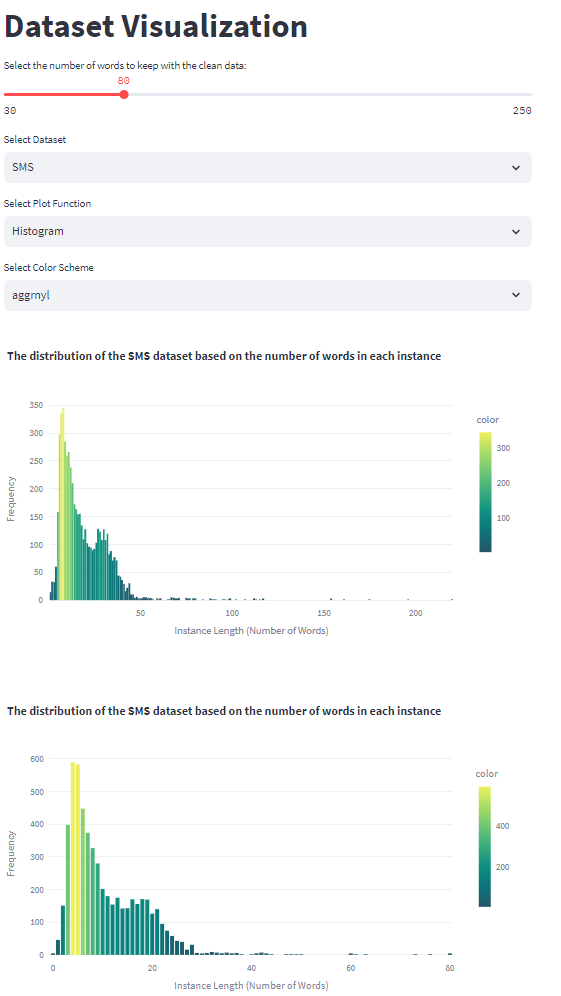 Dataset Visualization
Select the number of words to keep with the clean data:
80
30 250
Select Dataset
SMS
Select Plot Function
Histogram
Select Color Scheme
aggrnyl
The distribution of the SMS dataset based on the number of words in each instance
350
300
250
200
150
100
50
0
Frequency
50 100 150 200
Instance Length (Number of Words)
color
300
200
100
The distribution of the SMS dataset based on the number of words in each instance
600
500
400
300
200
100
0
Frequency
0 20 40 60 80
Instance Length (Number of Words)
color
400
200